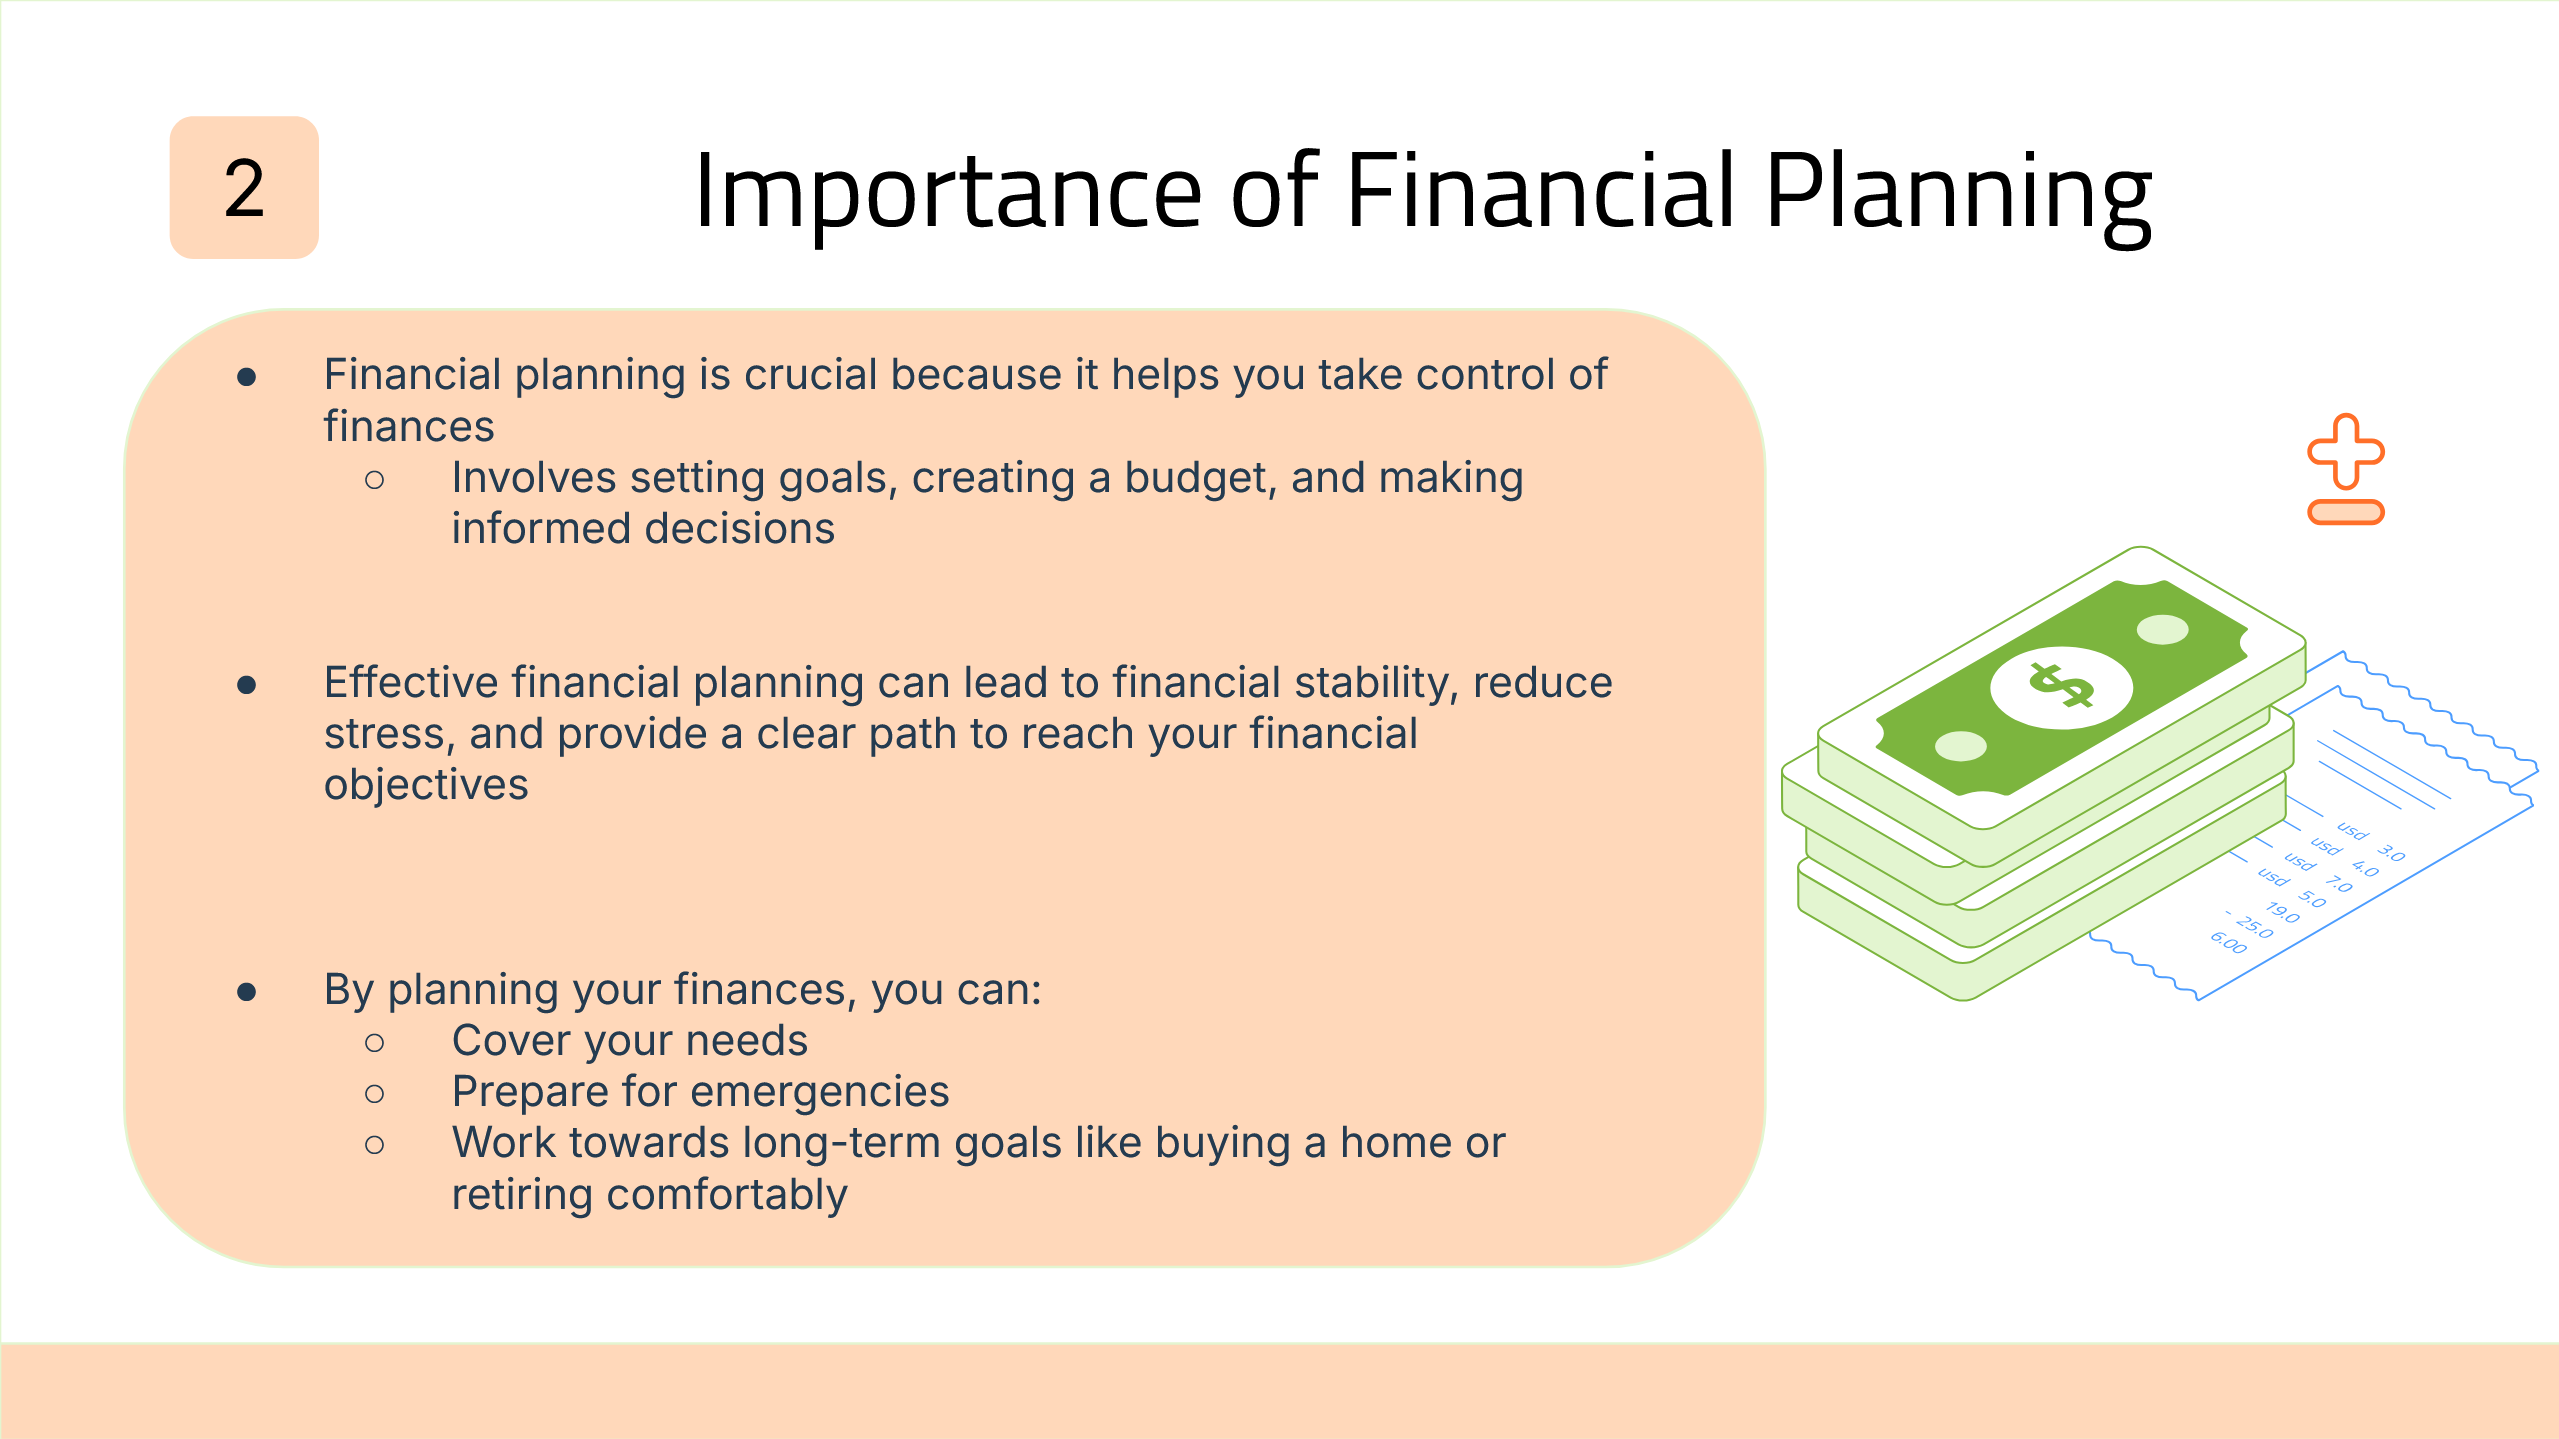 2
Importance of Financial Planning
● Financial planning is crucial because it helps you take control of
finances
○ Involves setting goals, creating a budget, and making
informed decisions
● Effective financial planning can lead to financial stability, reduce
stress, and provide a clear path to reach your financial
objectives
● By planning your finances, you can:
○ Cover your needs
○ Prepare for emergencies
○ Work towards long-term goals like buying a home or
retiring comfortably
$
usd 3.0
usd 4.0
usd 7.0
usd 5.0
19.0
- 25.0
6.00